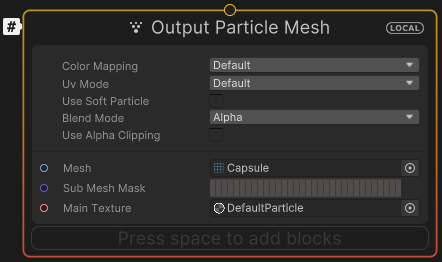 #
Output Particle Mesh
LOCAL
Color Mapping Default
Uv Mode Default
Use Soft Particle
Blend Mode Alpha
Use Alpha Clipping
Mesh Capsule
Sub Mesh Mask
Main Texture DefaultParticle
Press space to add blocks